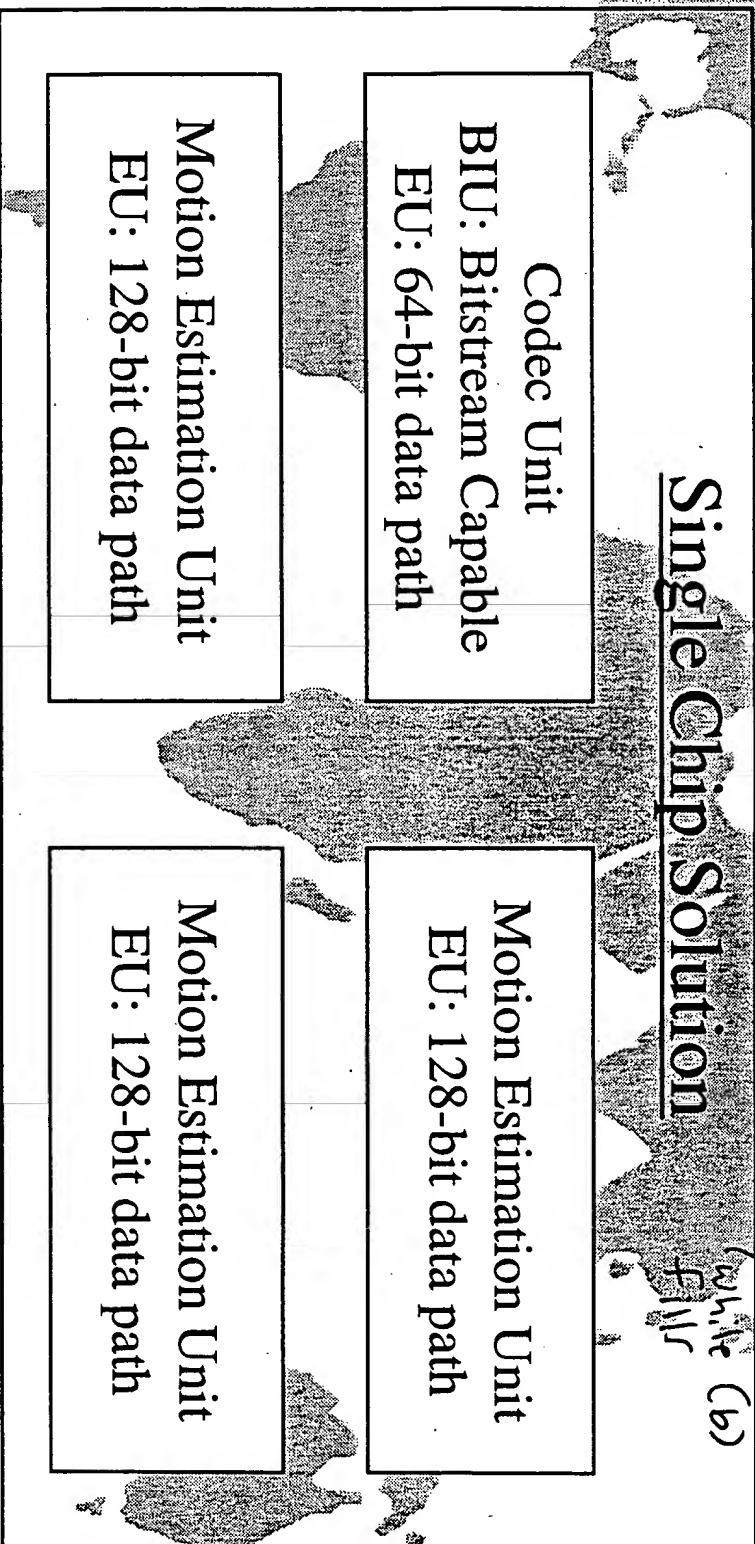 Single Chip Solution
(white (b)
fillr
Codec Unit
BIU: Bitstream Capable
EU: 64-bit data path
Motion Estimation Unit
EU: 128-bit data path
Motion Estimation Unit
EU: 128-bit data path
Motion Estimation Unit
EU: 128-bit data path